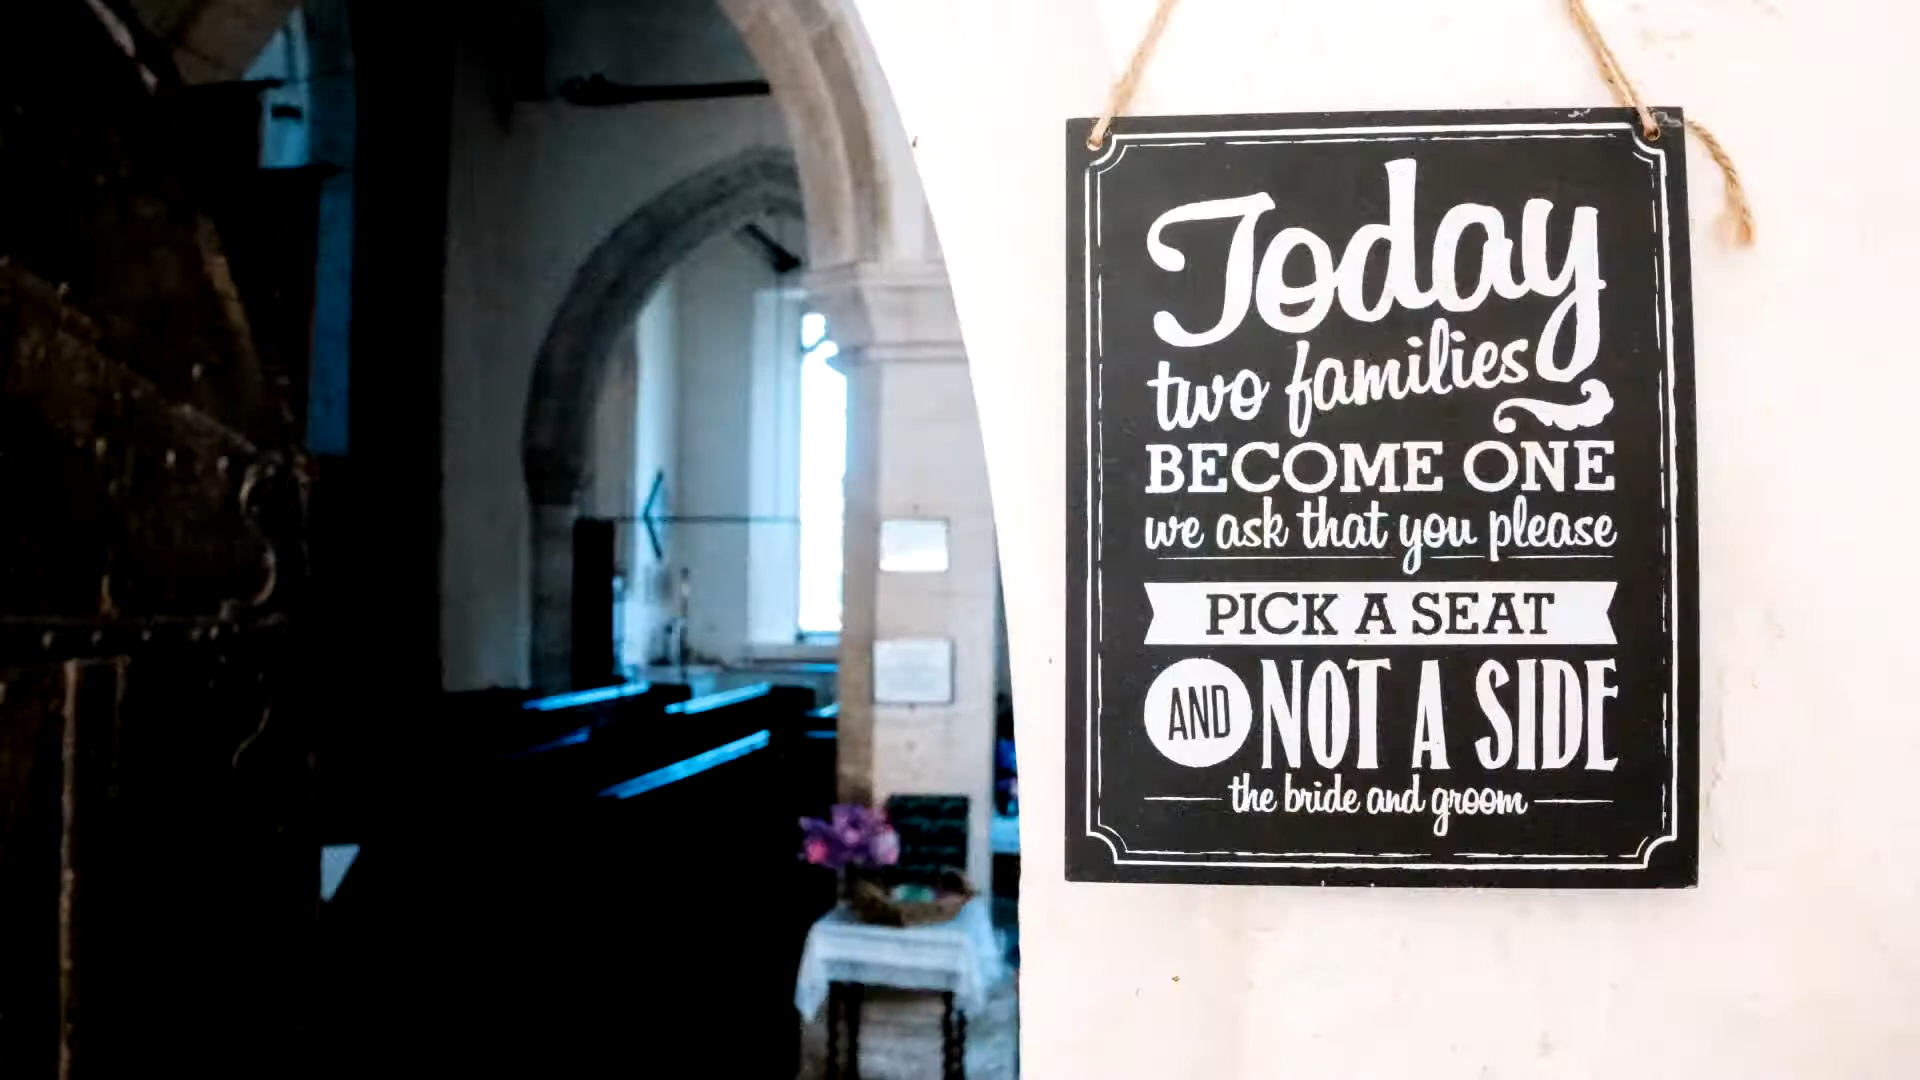 Today
two families
BECOME ONE
we ask that you please
PICK A SEAT
AND NOT A SIDE
the bride and groom